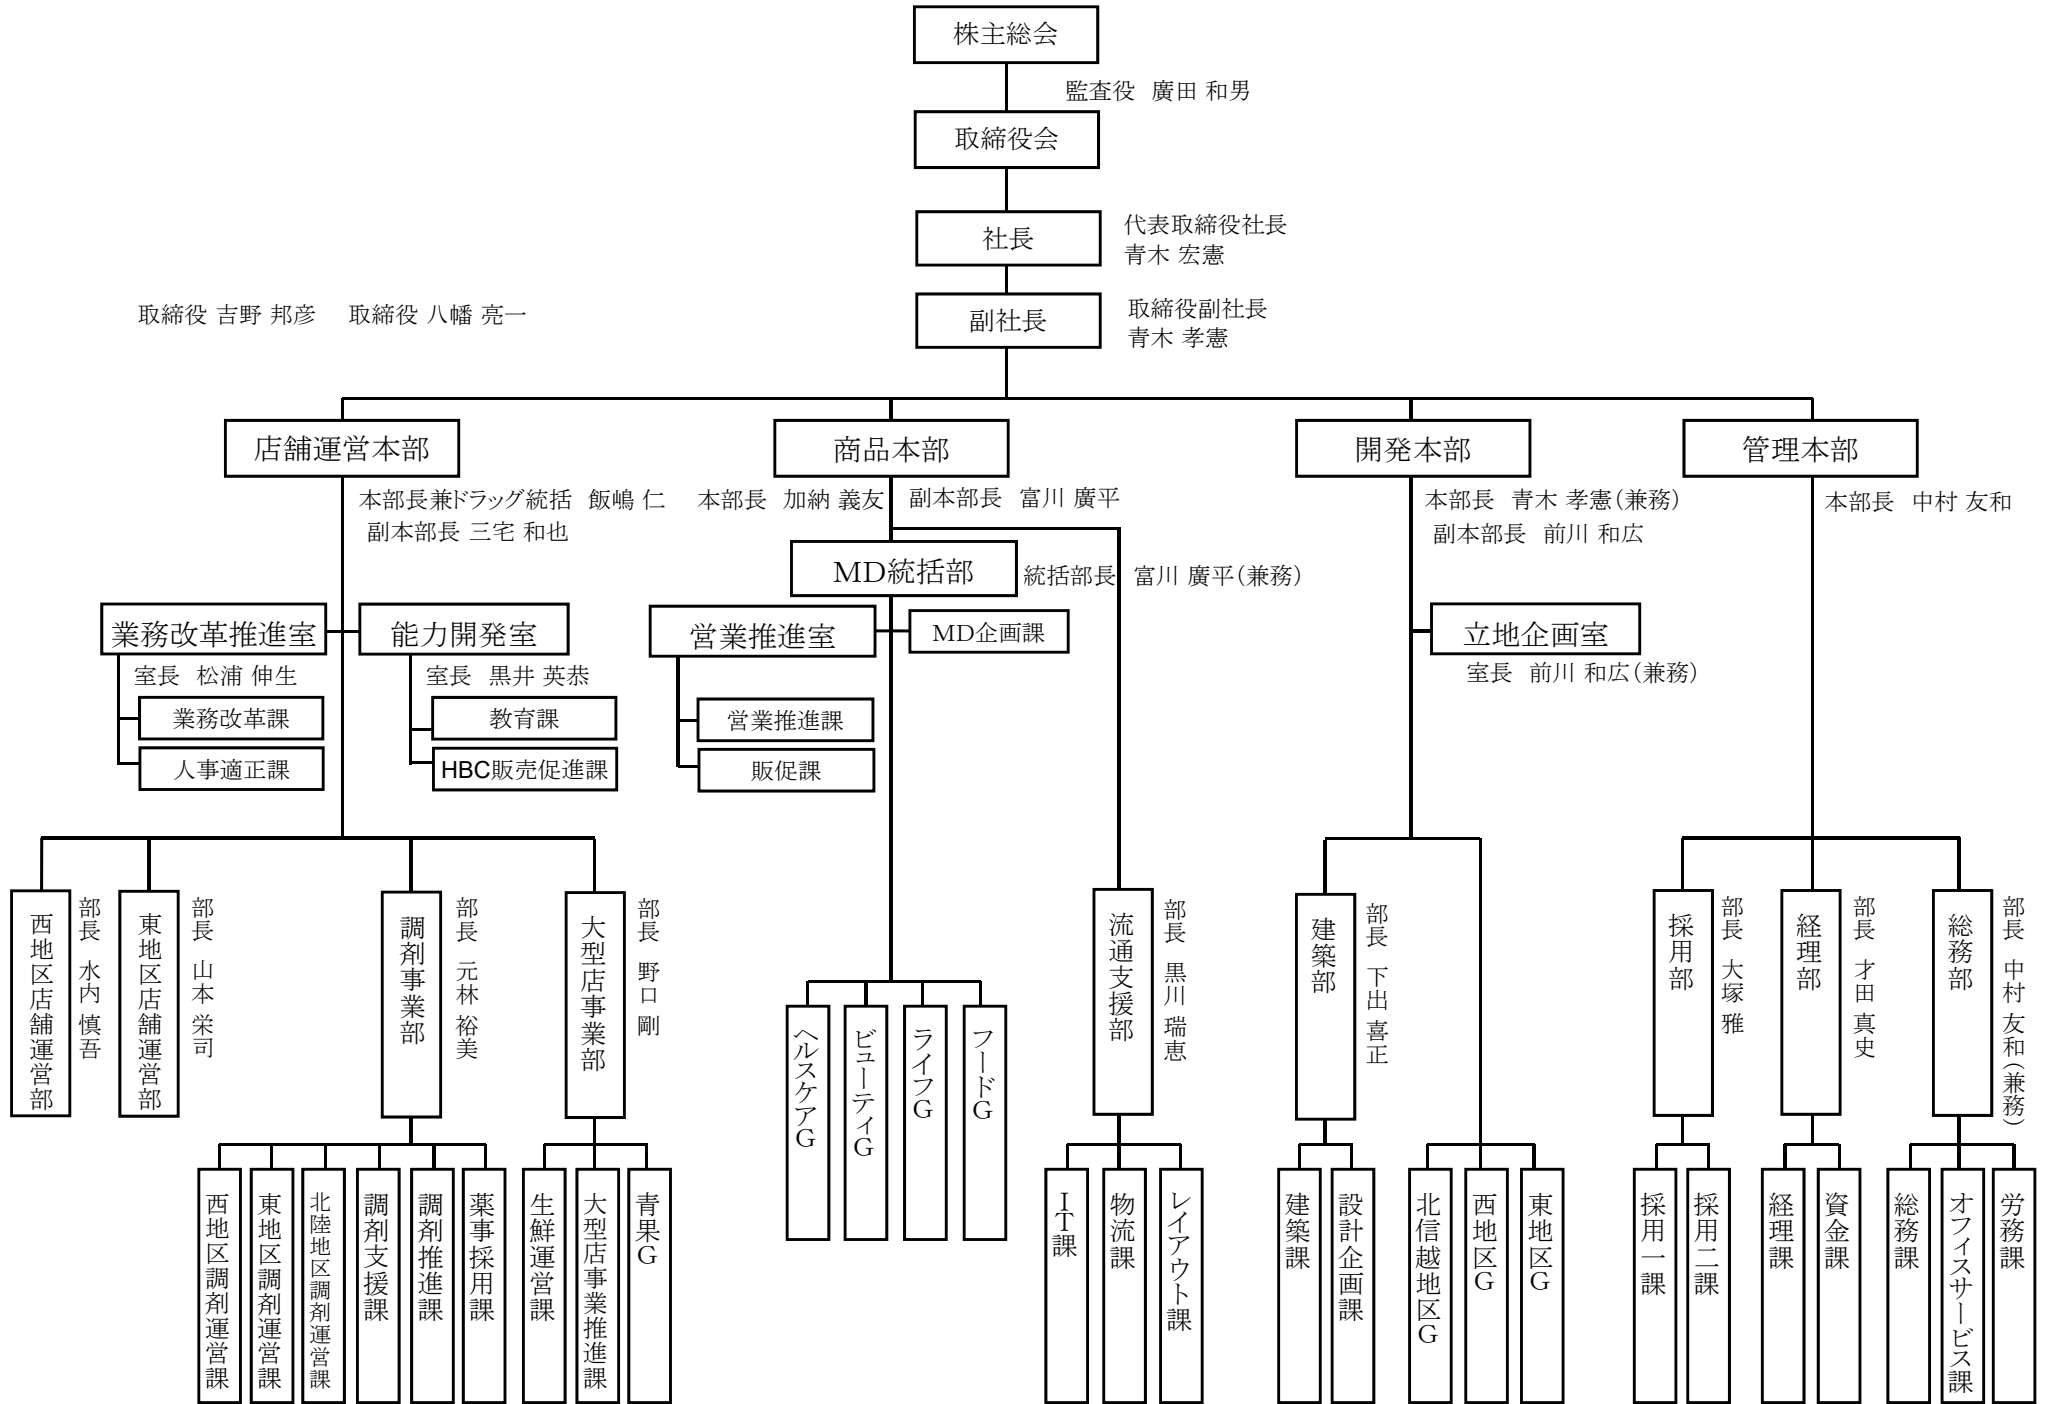 株主総会
監査役 廣田 和男
取締役会
社長
代表取締役社長
青木 宏憲
副社長
取締役副社長
青木 孝憲
取締役 吉野 邦彦 取締役 八幡 亮一
店舗運営本部
本部長兼ドラッグ統括 飯嶋 仁
副本部長 三宅 和也
商品本部
本部長 加納 義友 副本部長 富川 廣平
開発本部
本部長 青木 孝憲(兼務)
副本部長 前川 和広
管理本部
本部長 中村 友和
MD統括部
統括部長 富川 廣平(兼務)
業務改革推進室
室長 松浦 伸生
業務改革課
人事適正課
能力開発室
室長 黒井 英恭
教育課
HBC販売促進課
営業推進室
営業推進課
販促課
MD企画課
立地企画室
室長 前川 和広(兼務)
西地区店舗運営部
部長 水内 慎吾
東地区店舗運営部
部長 山本 栄司
調剤事業部
部長 元林 裕美
大型店事業部
部長 野口 剛
ヘルスケアG
ビューティG
ライフG
フードG
流通支援部
部長 黒川 瑞恵
建築部
部長 下出 喜正
採用部
部長 大塚 雅
経理部
部長 才田 真史
総務部
部長 中村 友和(兼務)
西地区調剤運営課
東地区調剤運営課
北陸地区調剤運営課
調剤支援課
調剤推進課
薬事採用課
生鮮運営課
大型店事業推進課
青果G
IT課
物流課
レイアウト課
建築課
設計企画課
北信越地区G
西地区G
東地区G
採用一課
採用二課
経理課
資金課
総務課
オフィスサービス課
労務課